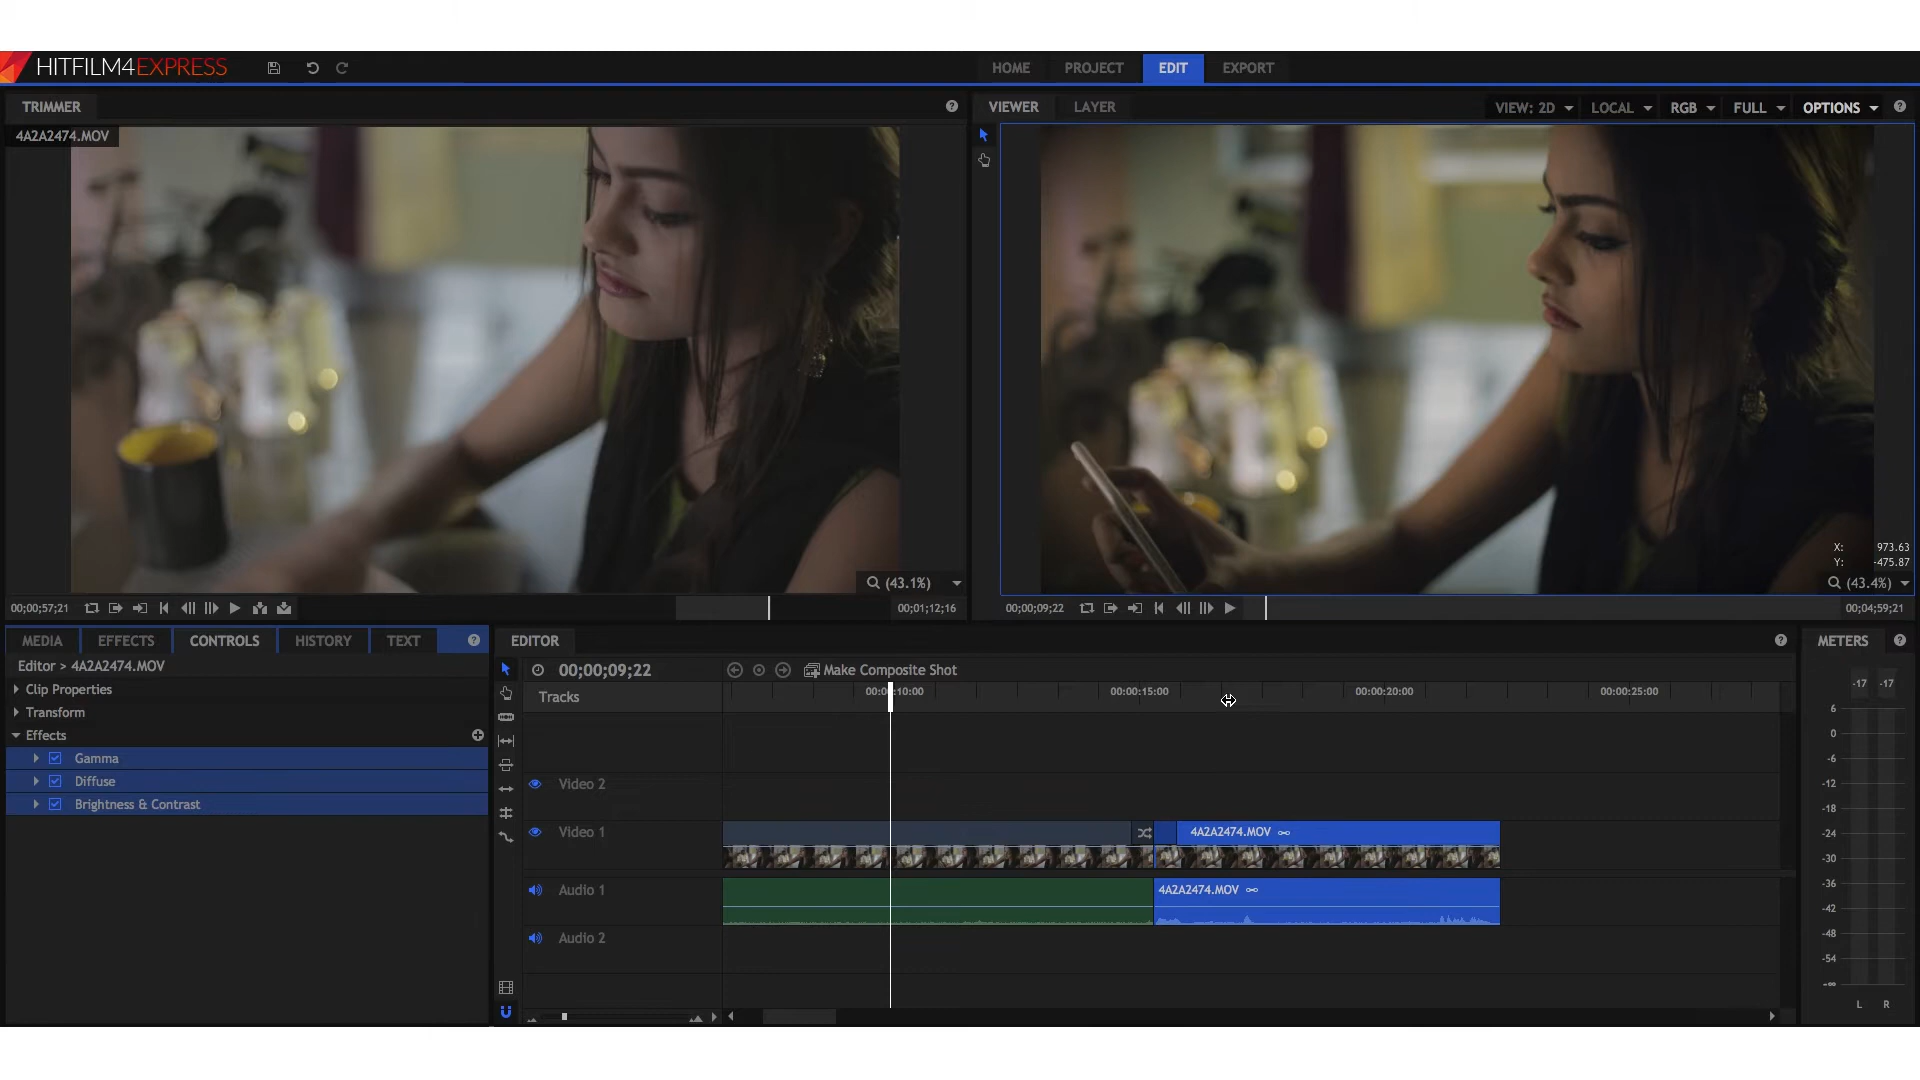 HITFILM4EXPRESS
HOME PROJECT EDIT EXPORT
TRIMMER
4A2A2474.MOV
(43.1%)
00;00;57;21
00;01;12;16
VIEWER LAYER VIEW: 2D LOCAL RGB FULL OPTIONS
X: 973.63
Y: -475.87
(43.4%)
00;00;09;22
00;04;59;21
MEDIA EFFECTS CONTROLS HISTORY TEXT
Editor > 4A2A2474.MOV
Clip Properties
Transform
Effects
Gamma
Diffuse
Brightness & Contrast
EDITOR
00;00;09;22 Make Composite Shot
Tracks 00:00:10:00 00:00:15:00 00:00:20:00 00:00:25:00
Video 2
Video 1 4A2A2474.MOV
Audio 1 4A2A2474.MOV
Audio 2
METERS
-17 -17
6
0
-6
-12
-18
-24
-30
-36
-42
-48
-54
-∞
L R